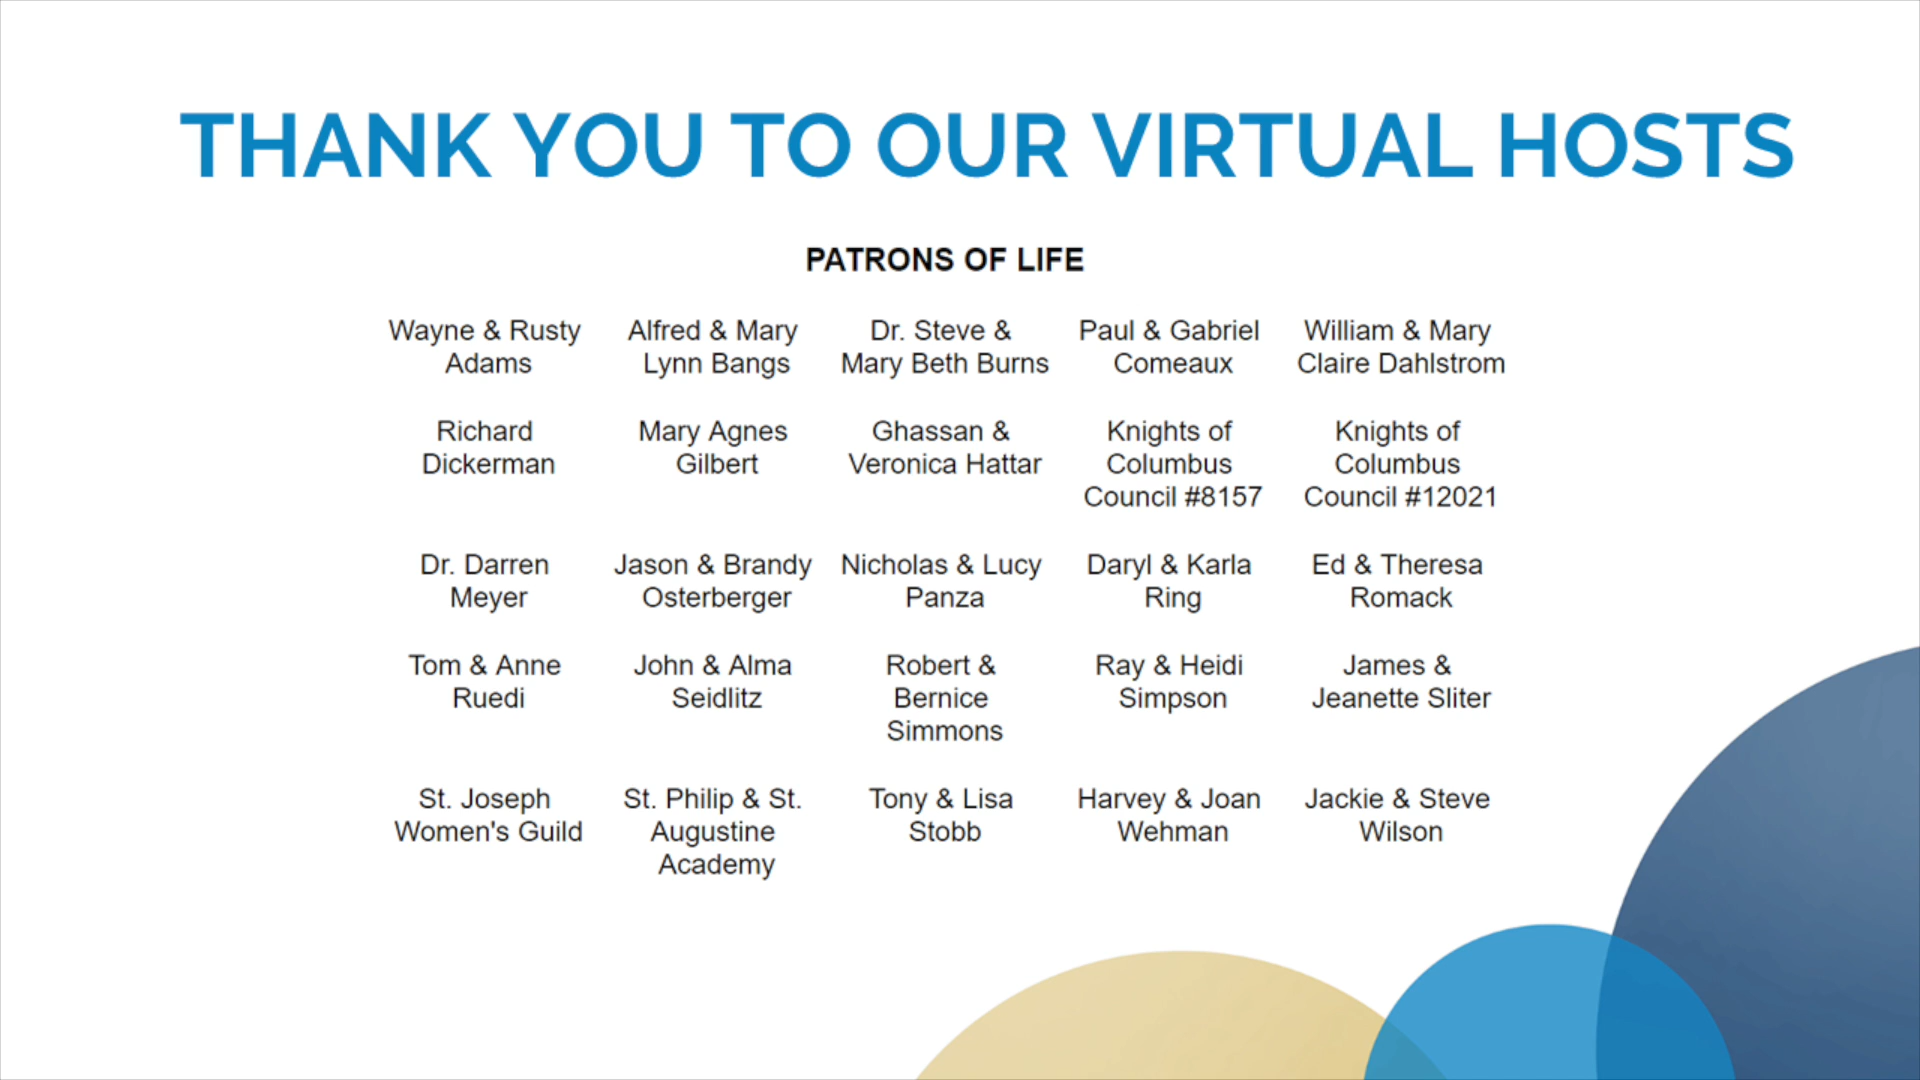 THANK YOU TO OUR VIRTUAL HOSTS
PATRONS OF LIFE
Wayne & Rusty
Adams
Alfred & Mary
Lynn Bangs
Dr. Steve &
Mary Beth Burns
Paul & Gabriel
Comeaux
William & Mary
Claire Dahlstrom
Richard
Dickerman
Mary Agnes
Gilbert
Ghassan &
Veronica Hattar
Knights of
Columbus
Council #8157
Knights of
Columbus
Council #12021
Dr. Darren
Meyer
Jason & Brandy
Osterberger
Nicholas & Lucy
Panza
Daryl & Karla
Ring
Ed & Theresa
Romack
Tom & Anne
Ruedi
John & Alma
Seidlitz
Robert &
Bernice
Simmons
Ray & Heidi
Simpson
James &
Jeanette Sliter
St. Joseph
Women's Guild
St. Philip & St.
Augustine
Academy
Tony & Lisa
Stobb
Harvey & Joan
Wehman
Jackie & Steve
Wilson